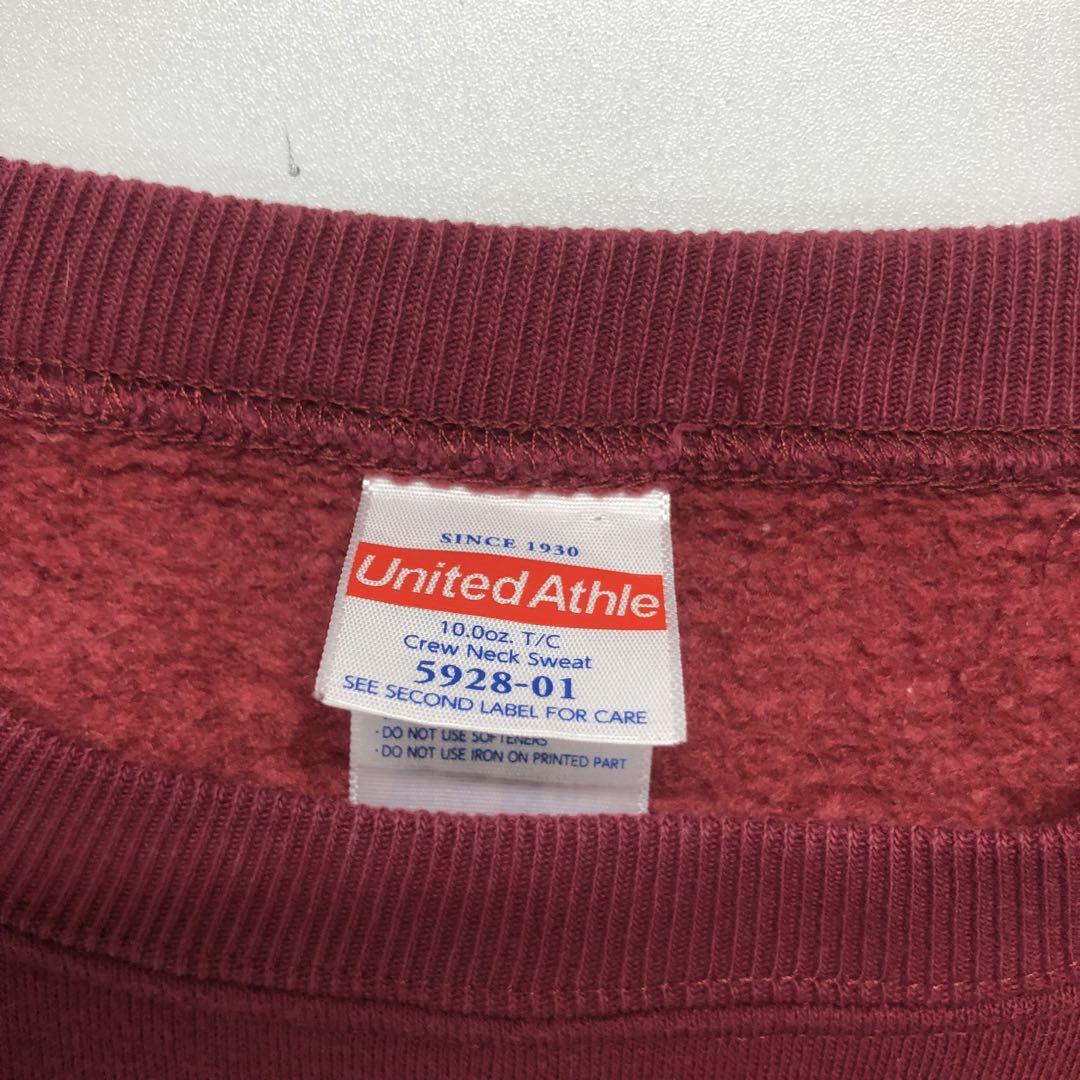 SINCE 1930
United Athle
10.0oz. T/C
Crew Neck Sweat
5928-01
SEE SECOND LABEL FOR CARE
· DO NOT USE SOFTENERS
· DO NOT USE IRON ON PRINTED PART